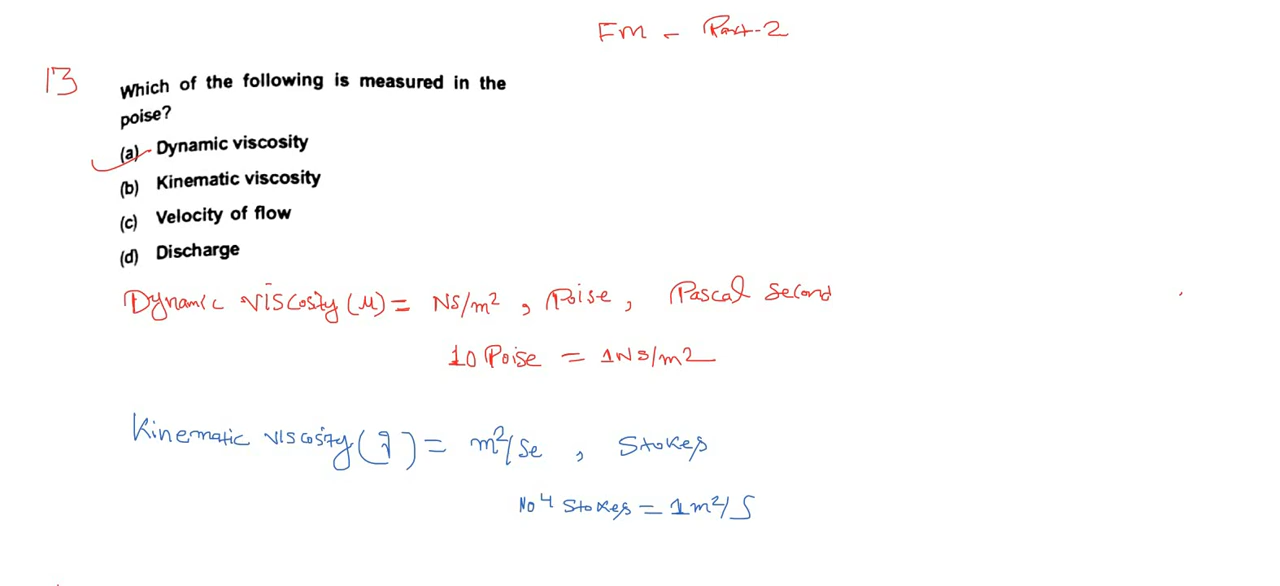 FM - Part-2
13
Which of the following is measured in the
poise?
(a) Dynamic viscosity
(b) Kinematic viscosity
(c) Velocity of flow
(d) Discharge
Dynamic viscosity (μ) = NS/m², Poise, Pascal Second
10 Poise = 1NS/m2
Kinematic viscosity ( ) = m²/Se, Stokes
Stokes = 1m²/S